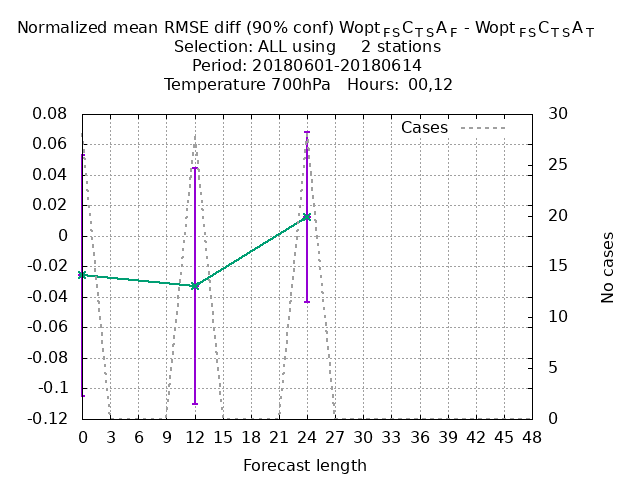 Normalized mean RMSE diff (90% conf) Wopt FS C TS A F - Wopt FS C TS A T
Selection: ALL using 2 stations
Period: 20180601-20180614
Temperature 700hPa Hours: 00,12
Cases
0.08
0.06
0.04
0.02
0
-0.02
-0.04
-0.06
-0.08
-0.1
-0.12
30
25
20
15
10
5
0
No cases
0 3 6 9 12 15 18 21 24 27 30 33 36 39 42 45 48
Forecast length